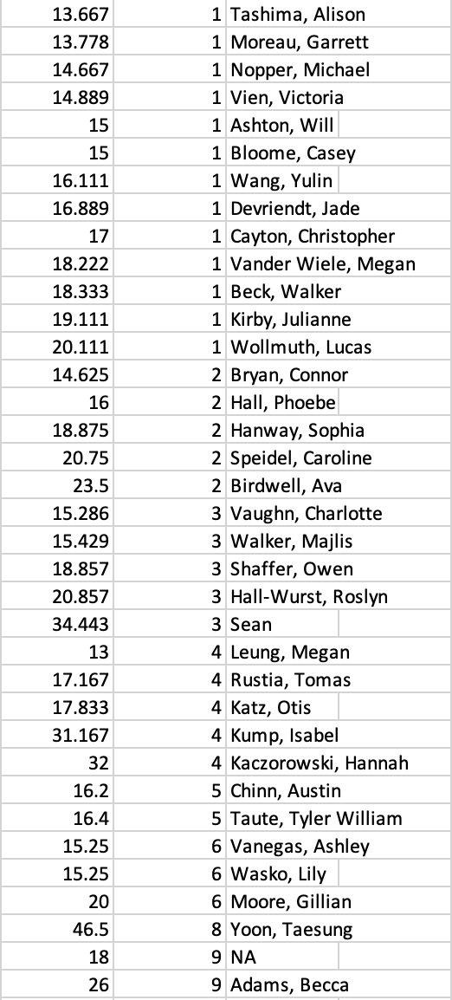 13.667 1 Tashima, Alison
13.778 1 Moreau, Garrett
14.667 1 Nopper, Michael
14.889 1 Vien, Victoria
15 1 Ashton, Will
15 1 Bloome, Casey
16.111 1 Wang, Yulin
16.889 1 Devriendt, Jade
17 1 Cayton, Christopher
18.222 1 Vander Wiele, Megan
18.333 1 Beck, Walker
19.111 1 Kirby, Julianne
20.111 1 Wollmuth, Lucas
14.625 2 Bryan, Connor
16 2 Hall, Phoebe
18.875 2 Hanway, Sophia
20.75 2 Speidel, Caroline
23.5 2 Birdwell, Ava
15.286 3 Vaughn, Charlotte
15.429 3 Walker, Majlis
18.857 3 Shaffer, Owen
20.857 3 Hall-Wurst, Roslyn
34.443 3 Sean
13 4 Leung, Megan
17.167 4 Rustia, Tomas
17.833 4 Katz, Otis
31.167 4 Kump, Isabel
32 4 Kaczorowski, Hannah
16.2 5 Chinn, Austin
16.4 5 Taute, Tyler William
15.25 6 Vanegas, Ashley
15.25 6 Wasko, Lily
20 6 Moore, Gillian
46.5 8 Yoon, Taesung
18 9 NA
26 9 Adams, Becca